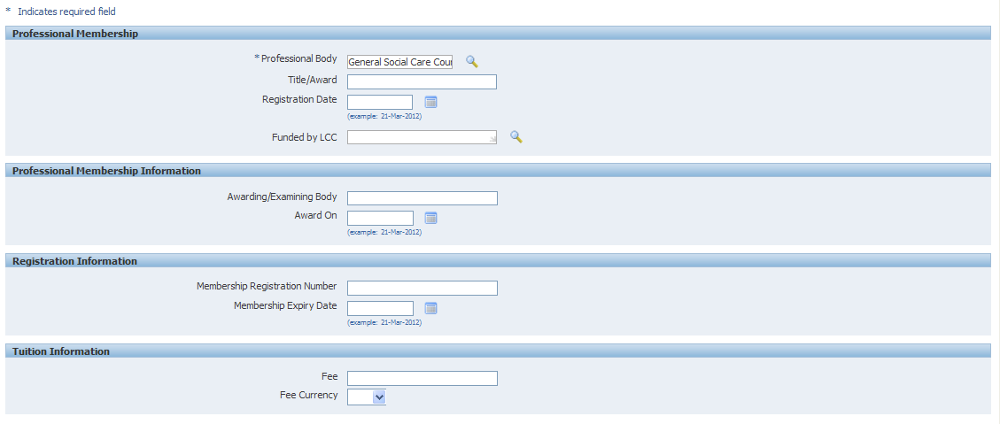 * Indicates required field
Professional Membership
* Professional Body General Social Care Cou
Title/Award
Registration Date
(example: 21-Mar-2012)
Funded by LCC
Professional Membership Information
Awarding/Examining Body
Award On
(example: 21-Mar-2012)
Registration Information
Membership Registration Number
Membership Expiry Date
(example: 21-Mar-2012)
Tuition Information
Fee
Fee Currency